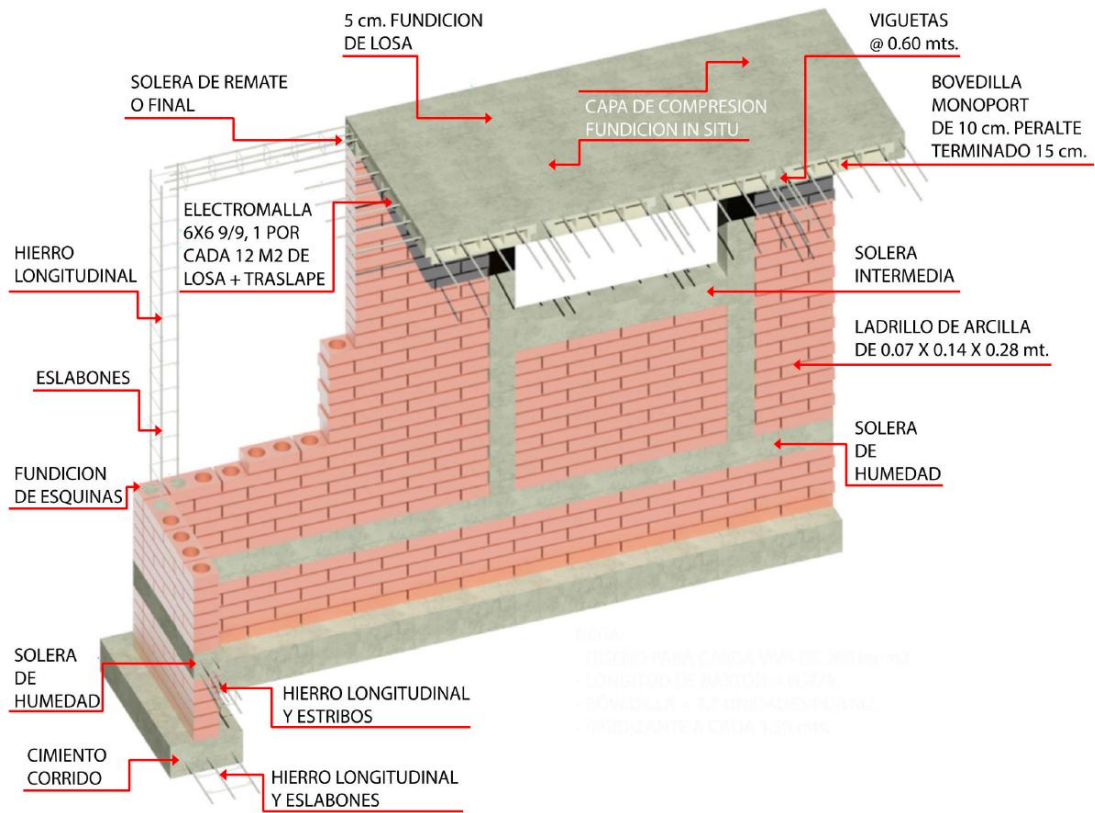 5 cm. FUNDICION
DE LOSA
VIGUETAS
@ 0.60 mts.
SOLERA DE REMATE
O FINAL
CAPA DE COMPRESION
FUNDICION IN SITU
BOVEDILLA
MONOPORT
DE 10 cm. PERALTE
TERMINADO 15 cm.
ELECTROMALLA
6X6 9/9, 1 POR
CADA 12 M2 DE
LOSA + TRASLAPE
HIERRO
LONGITUDINAL
SOLERA
INTERMEDIA
LADRILLO DE ARCILLA
DE 0.07 X 0.14 X 0.28 mt.
ESLABONES
SOLERA
DE
HUMEDAD
FUNDICION
DE ESQUINAS
SOLERA
DE
HUMEDAD
HIERRO LONGITUDINAL
Y ESTRIBOS
CIMIENTO
CORRIDO
HIERRO LONGITUDINAL
Y ESLABONES